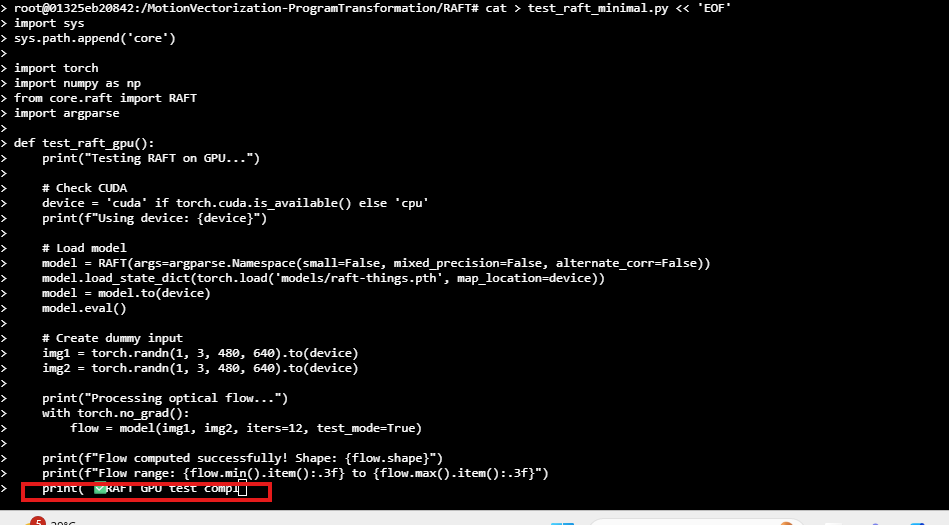 > root@01325eb20842:/MotionVectorization-ProgramTransformation/RAFT# cat > test_raft_minimal.py << 'EOF'
> import sys
> sys.path.append('core')
>
> import torch
> import numpy as np
> from core.raft import RAFT
> import argparse
>
> def test_raft_gpu():
>     print("Testing RAFT on GPU...")
>
>     # Check CUDA
>     device = 'cuda' if torch.cuda.is_available() else 'cpu'
>     print(f"Using device: {device}")
>
>     # Load model
>     model = RAFT(args=argparse.Namespace(small=False, mixed_precision=False, alternate_corr=False))
>     model.load_state_dict(torch.load('models/raft-things.pth', map_location=device))
>     model = model.to(device)
>     model.eval()
>
>     # Create dummy input
>     img1 = torch.randn(1, 3, 480, 640).to(device)
>     img2 = torch.randn(1, 3, 480, 640).to(device)
>
>     print("Processing optical flow...")
>     with torch.no_grad():
>         flow = model(img1, img2, iters=12, test_mode=True)
>
>     print(f"Flow computed successfully! Shape: {flow.shape}")
>     print(f"Flow range: {flow.min().item():.3f} to {flow.max().item():.3f}")
>     print( ✅RAFT GPU test compl
5